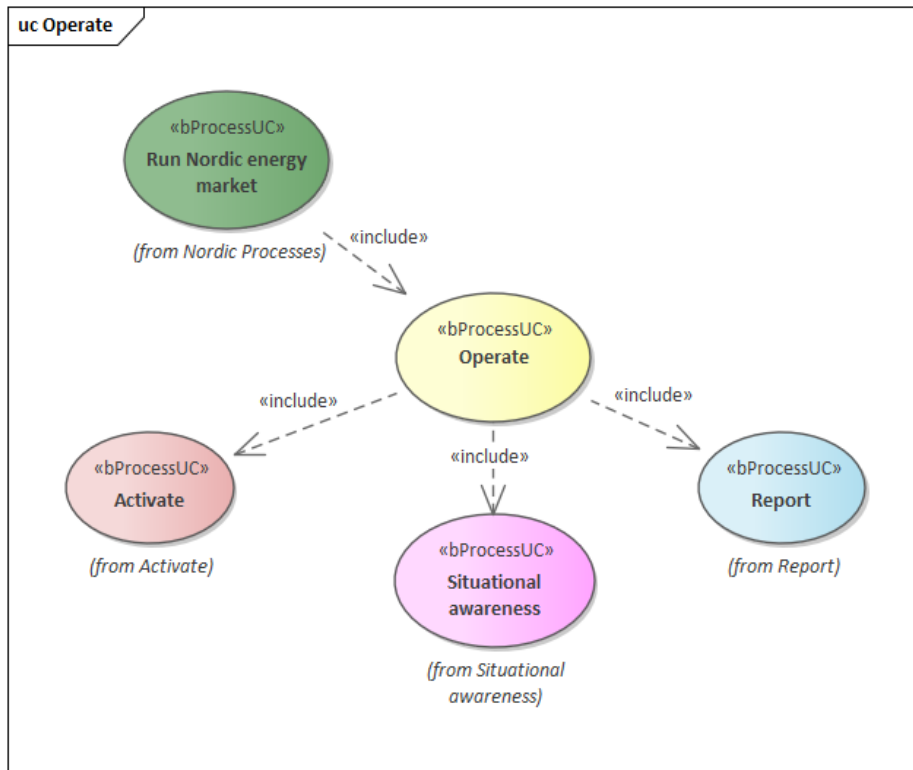 uc Operate
«bProcessUC»
Run Nordic energy
market
(from Nordic Processes)
«include»
«bProcessUC»
Operate
«include»
«include»
«include»
«bProcessUC»
Activate
(from Activate)
«bProcessUC»
Situational
awareness
(from Situational
awareness)
«bProcessUC»
Report
(from Report)